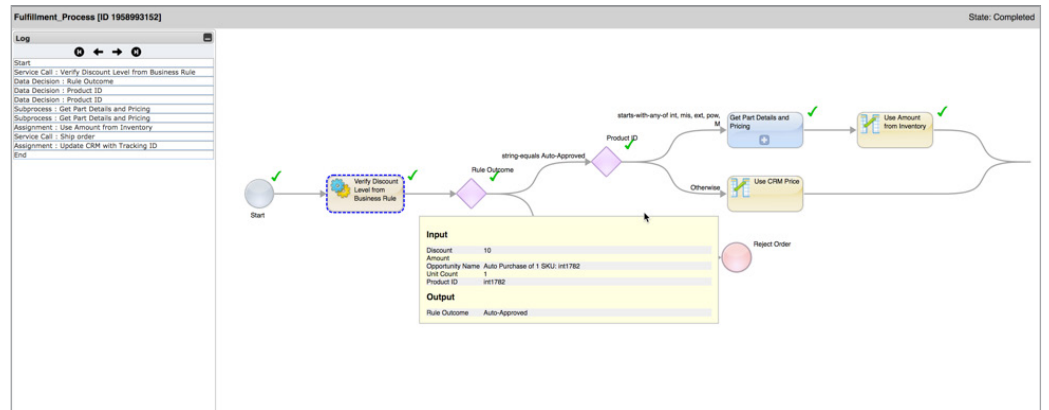 Fulfillment_Process [ID 1958993152]
State: Completed
Log
Start
Service Call : Verify Discount Level from Business Rule
Data Decision : Rule Outcome
Data Decision : Product ID
Data Decision : Product ID
Subprocess : Get Part Details and Pricing
Subprocess : Get Part Details and Pricing
Assignment : Use Amount from Inventory
Service Call : Ship order
Assignment : Update CRM with Tracking ID
End
Start
Verify Discount
Level from
Business Rule
Rule Outcome
string-equals Auto-Approved
Product ID
starts-with-any-of int, mis, ext, pow,
M
Get Part Details and
Pricing
Use Amount
from Inventory
Otherwise
Use CRM Price
Reject Order
Input
Discount 10
Amount
Opportunity Name Auto Purchase of 1 SKU: int1782
Unit Count 1
Product ID int1782
Output
Rule Outcome Auto-Approved